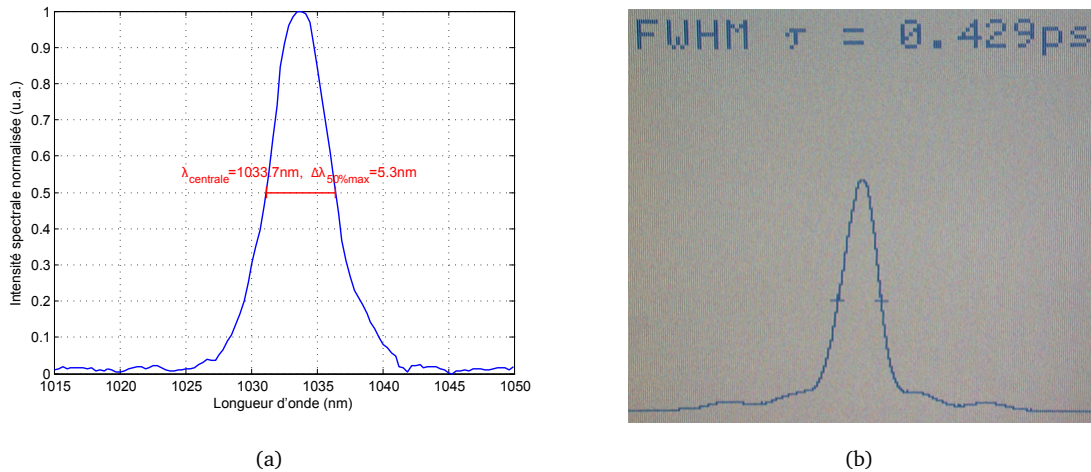 Intensité spectrale normalisée (u.a.)
1
0.9
0.8
0.7
0.6
0.5
0.4
0.3
0.2
0.1
0
λcentrale=1033.7nm, Δλ50%max=5.3nm
1015 1020 1025 1030 1035 1040 1045 1050
Longueur d'onde (nm)
(a)
FWHM τ = 0.429ps
(b)